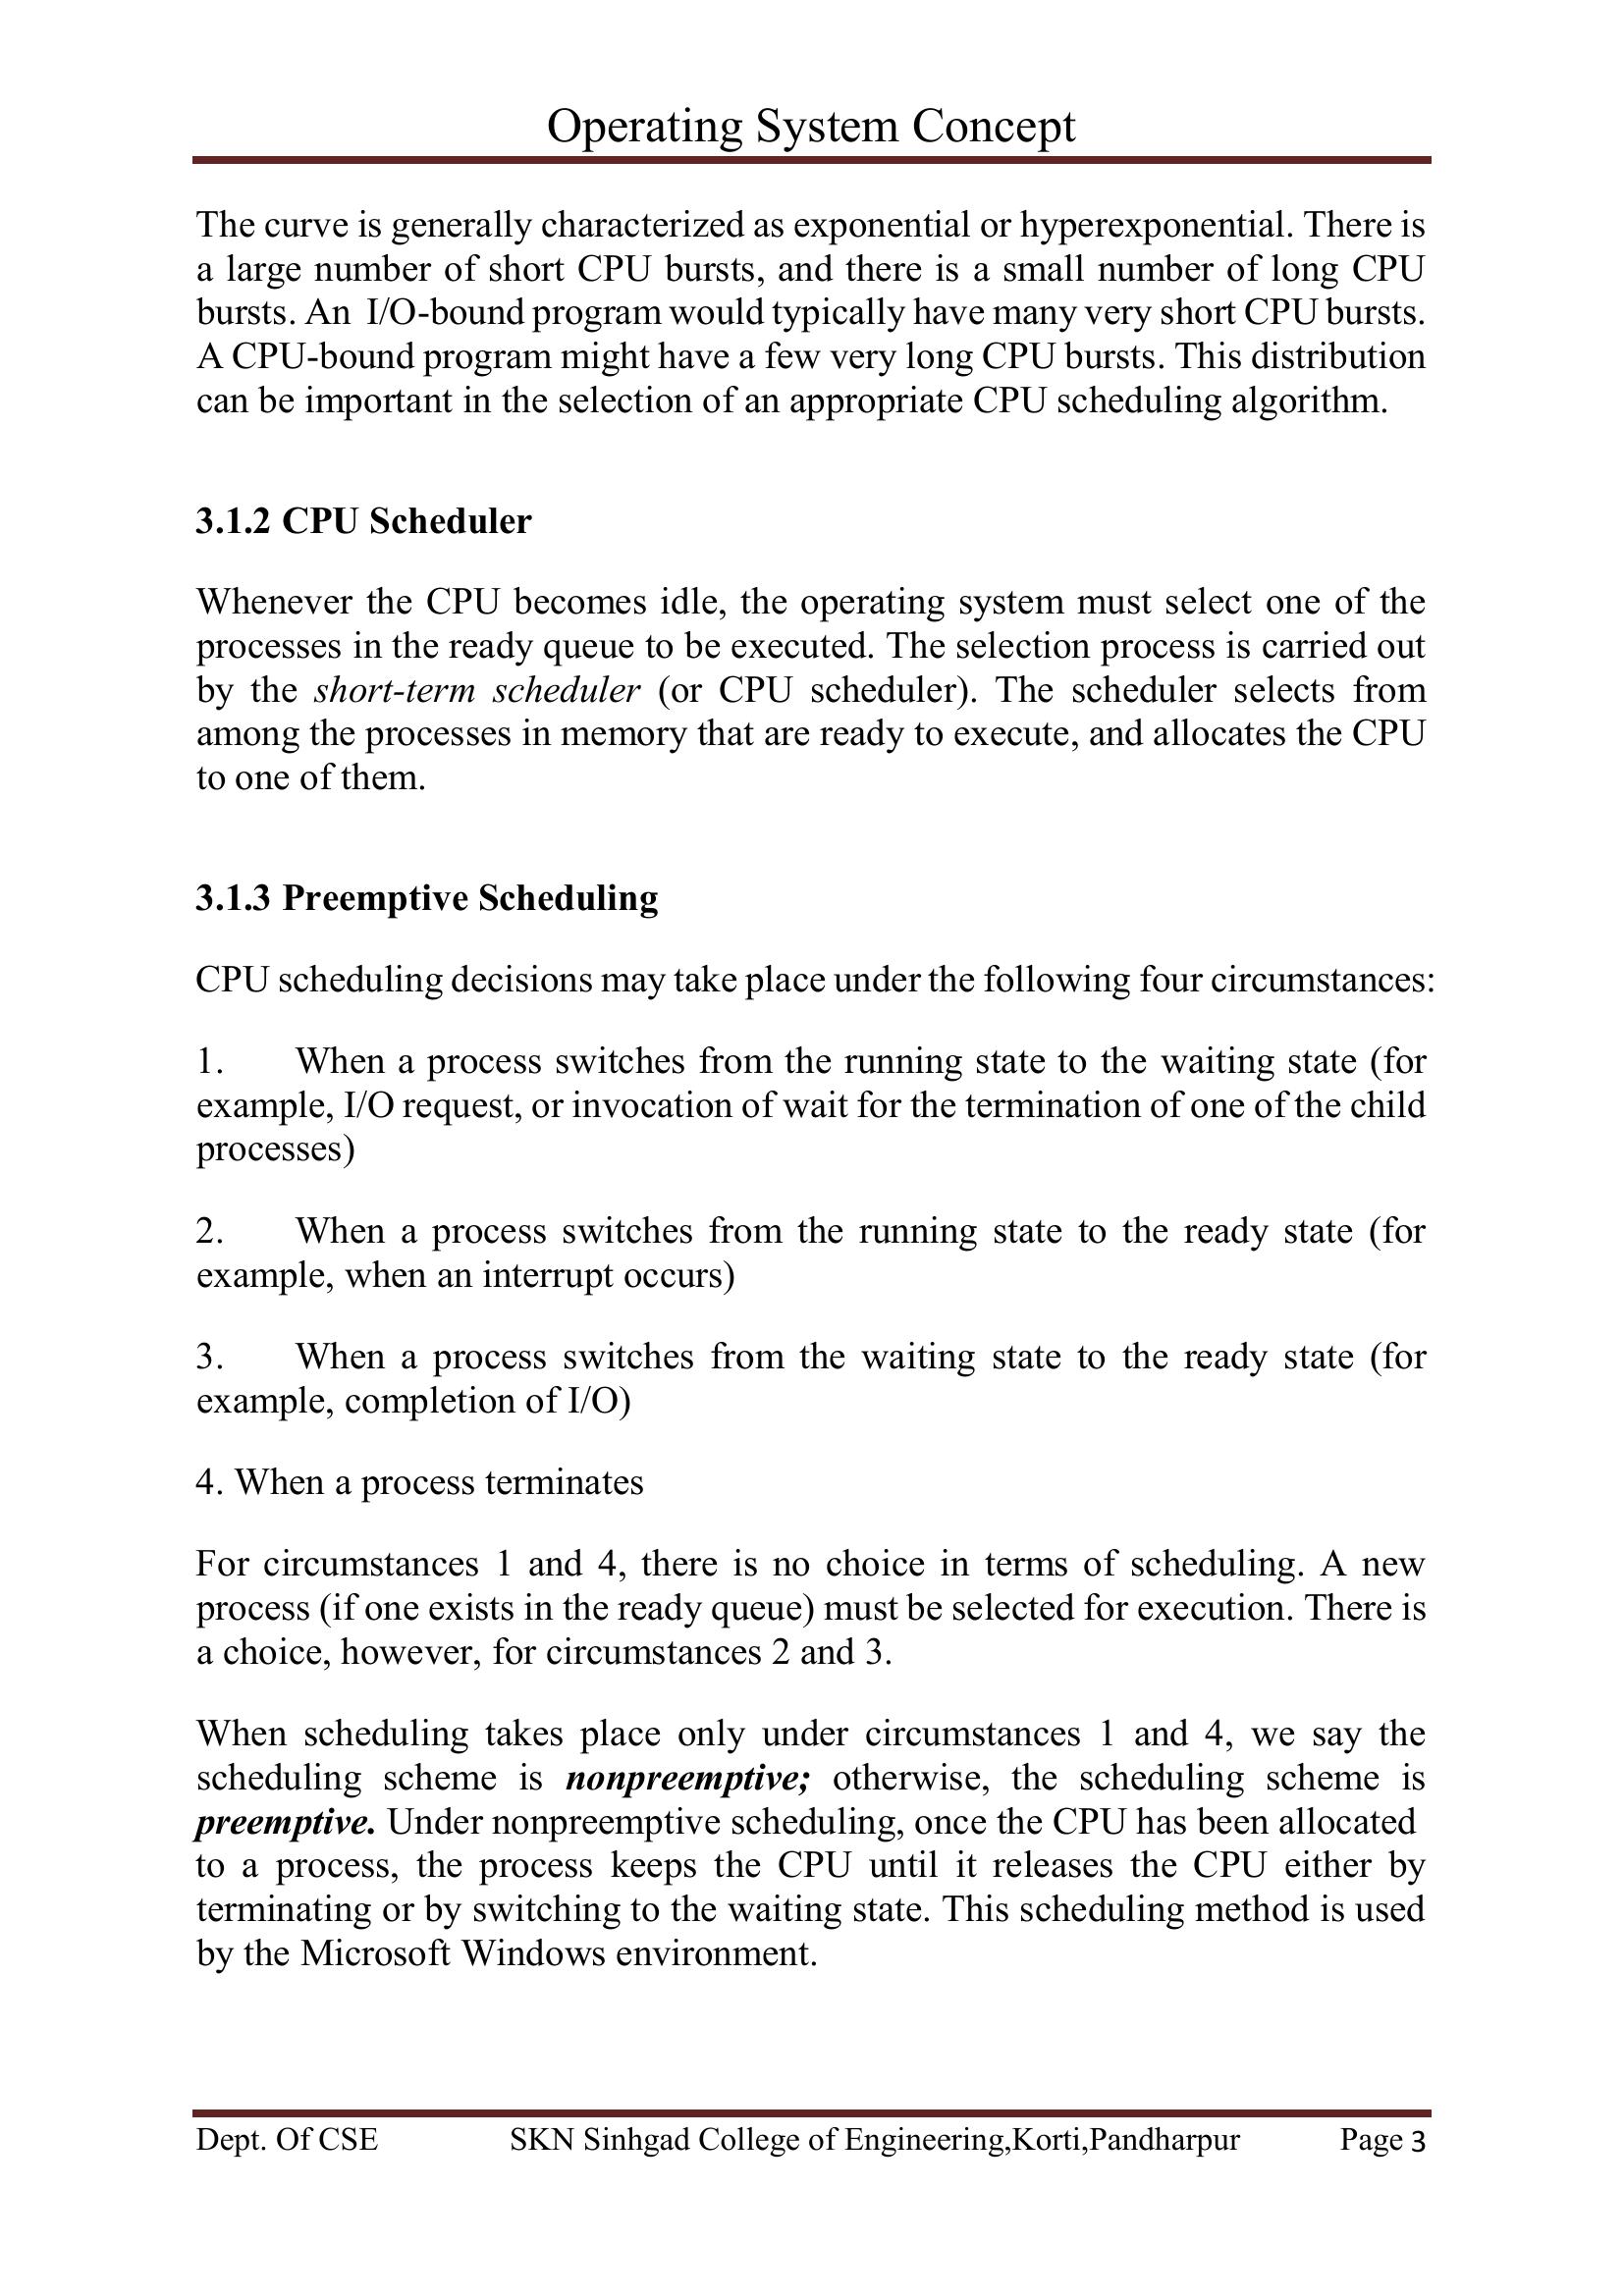 Operating System Concept
The curve is generally characterized as exponential or hyperexponential. There is
a large number of short CPU bursts, and there is a small number of long CPU
bursts. An I/O-bound program would typically have many very short CPU bursts.
A CPU-bound program might have a few very long CPU bursts. This distribution
can be important in the selection of an appropriate CPU scheduling algorithm.
3.1.2 CPU Scheduler
Whenever the CPU becomes idle, the operating system must select one of the
processes in the ready queue to be executed. The selection process is carried out
by the short-term scheduler (or CPU scheduler). The scheduler selects from
among the processes in memory that are ready to execute, and allocates the CPU
to one of them.
3.1.3 Preemptive Scheduling
CPU scheduling decisions may take place under the following four circumstances:
1. When a process switches from the running state to the waiting state (for
example, I/O request, or invocation of wait for the termination of one of the child
processes)
2. When a process switches from the running state to the ready state (for
example, when an interrupt occurs)
3. When a process switches from the waiting state to the ready state (for
example, completion of I/O)
4. When a process terminates
For circumstances 1 and 4, there is no choice in terms of scheduling. A new
process (if one exists in the ready queue) must be selected for execution. There is
a choice, however, for circumstances 2 and 3.
When scheduling takes place only under circumstances 1 and 4, we say the
scheduling scheme is nonpreemptive; otherwise, the scheduling scheme is
preemptive. Under nonpreemptive scheduling, once the CPU has been allocated
to a process, the process keeps the CPU until it releases the CPU either by
terminating or by switching to the waiting state. This scheduling method is used
by the Microsoft Windows environment.
Dept. Of CSE SKN Sinhgad College of Engineering,Korti,Pandharpur Page 3